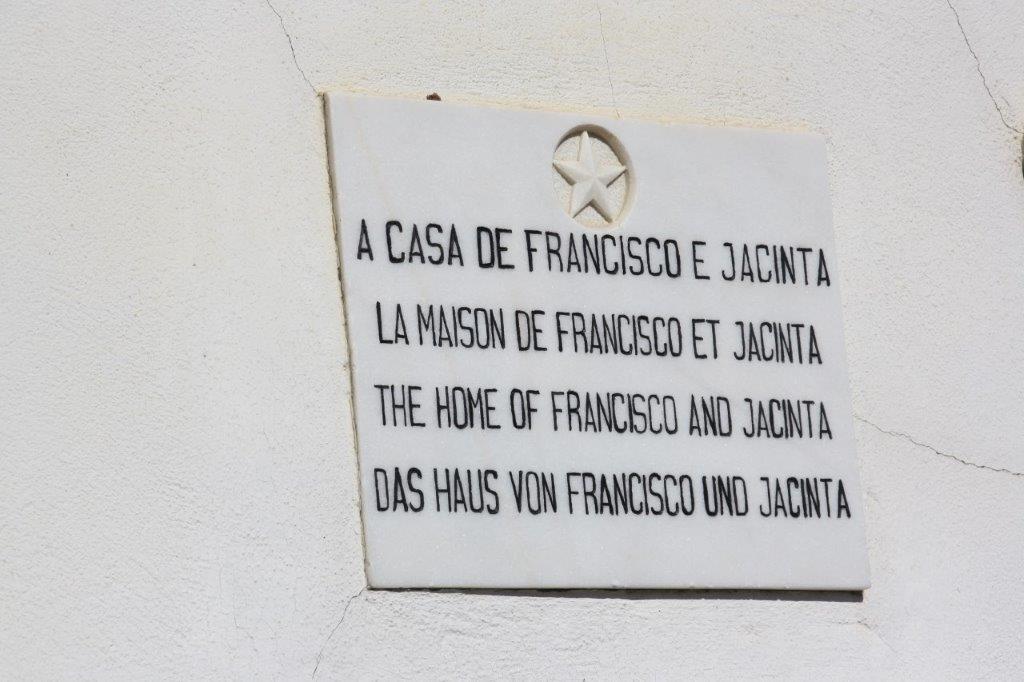 A CASA DE FRANCISCO E JACINTA
LA MAISON DE FRANCISCO ET JACINTA
THE HOME OF FRANCISCO AND JACINTA
DAS HAUS VON FRANCISCO UND JACINTA